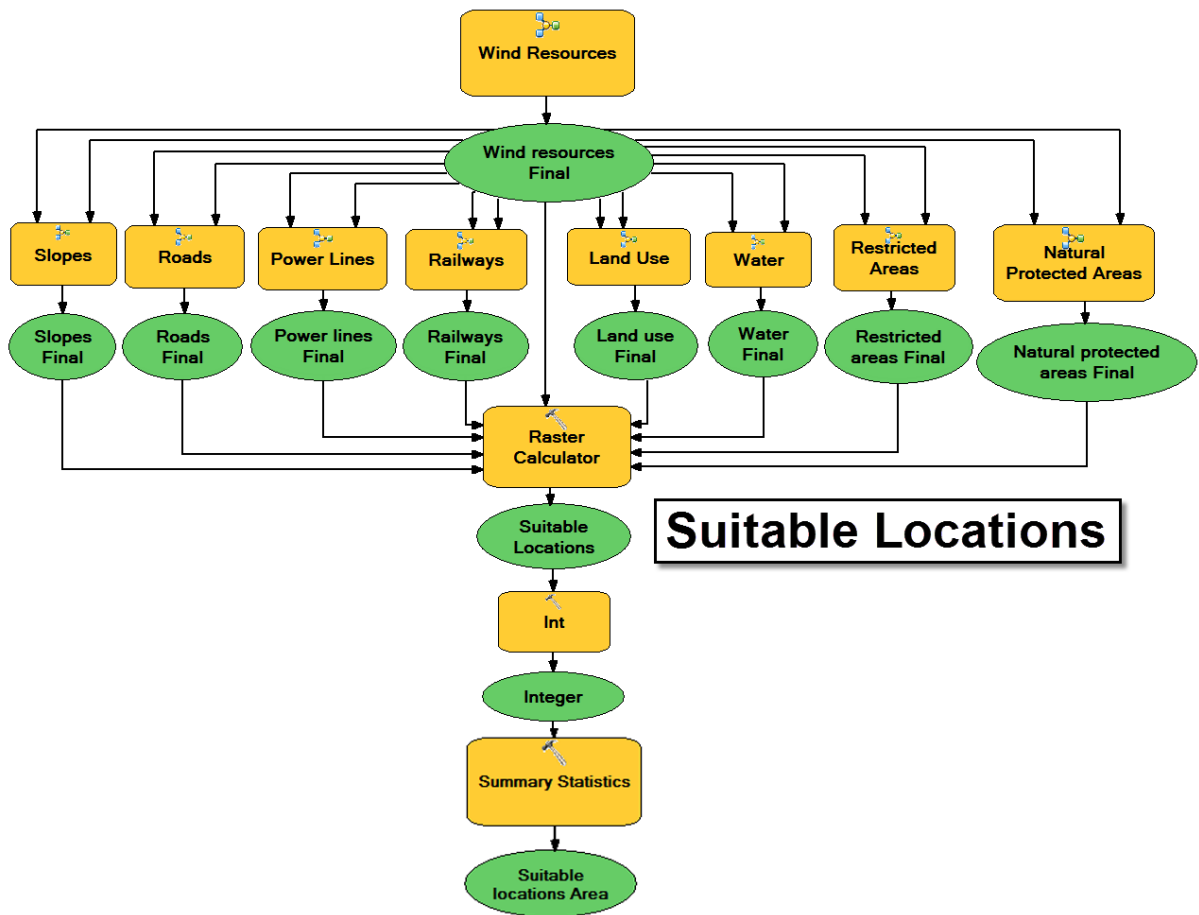 Wind Resources
Wind resources
Final
Slopes
Roads
Power Lines
Railways
Land Use
Water
Restricted
Areas
Natural
Protected Areas
Slopes
Final
Roads
Final
Power lines
Final
Railways
Final
Land use
Final
Water
Final
Restricted
areas Final
Natural protected
areas Final
Raster
Calculator
Suitable
Locations
Suitable Locations
Int
Integer
Summary Statistics
Suitable
locations Area